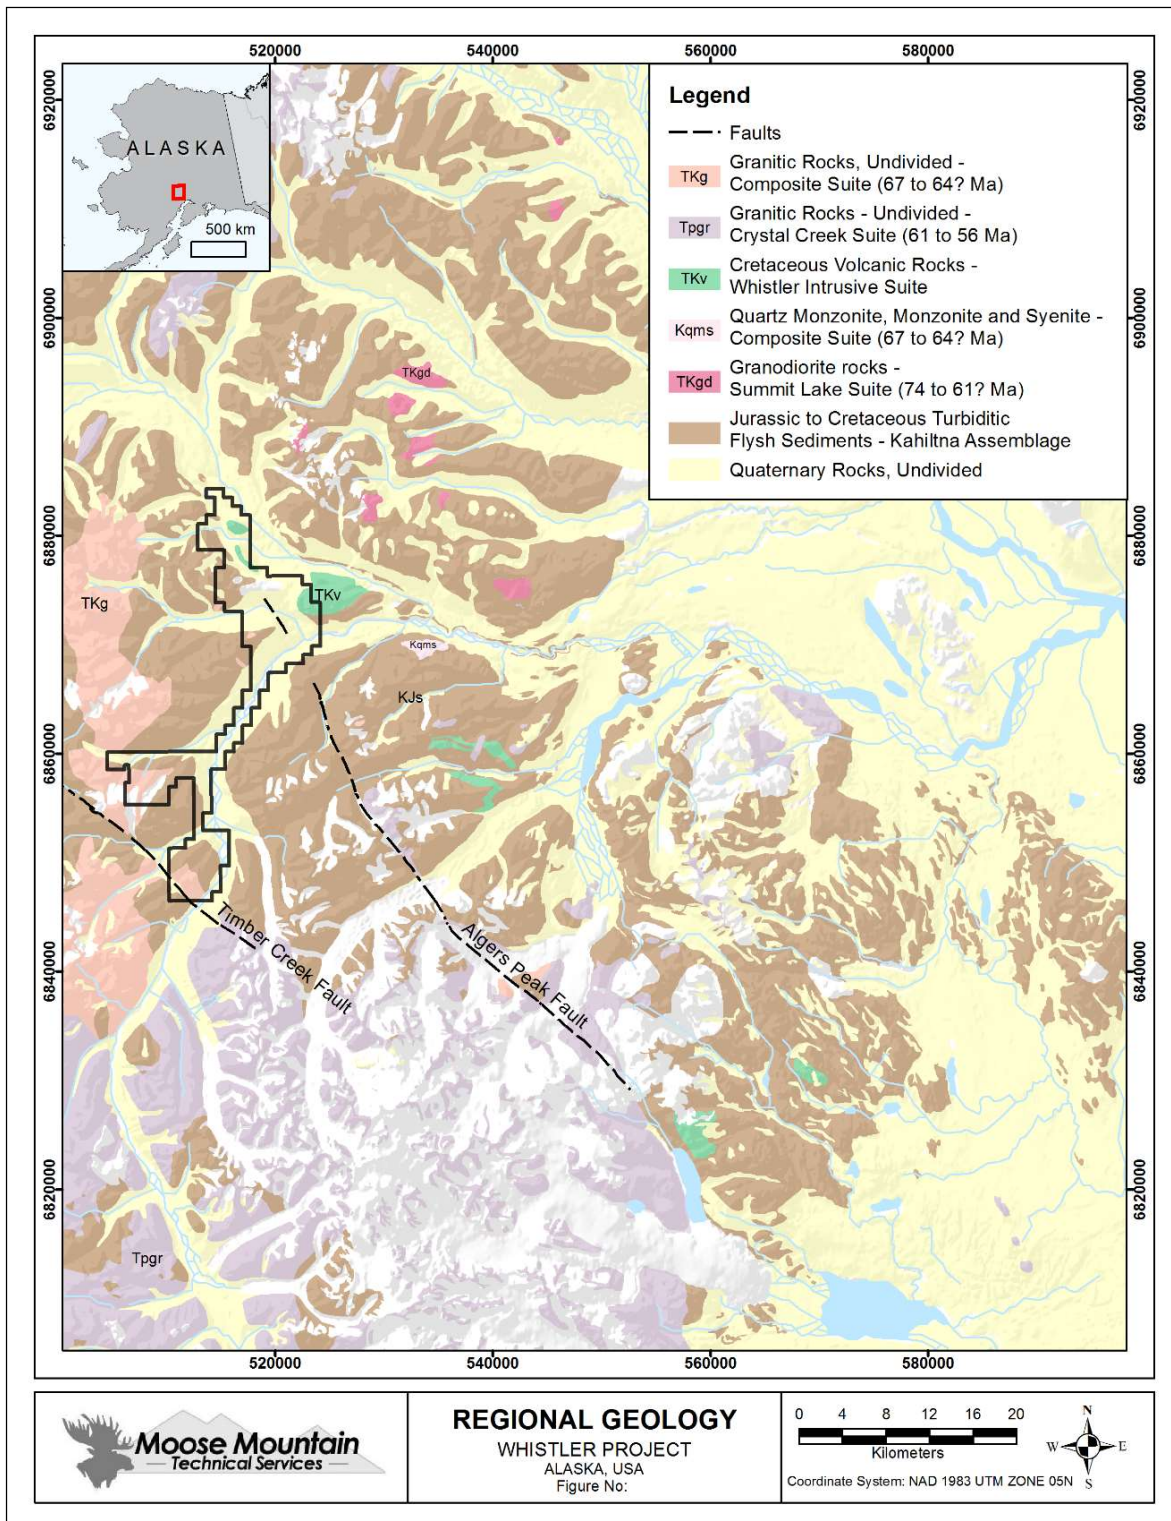 520000
540000
560000
580000
6920000
6900000
6880000
6860000
6840000
6820000
ALASKA
500 km
Legend
Faults
TKg
Granitic Rocks, Undivided -
Composite Suite (67 to 64? Ma)
Tpgr
Granitic Rocks - Undivided -
Crystal Creek Suite (61 to 56 Ma)
TKv
Cretaceous Volcanic Rocks -
Whistler Intrusive Suite
Kqms
Quartz Monzonite, Monzonite and Syenite -
Composite Suite (67 to 64? Ma)
TKgd
Granodiorite rocks -
Summit Lake Suite (74 to 61? Ma)
Jurassic to Cretaceous Turbiditic
Flysh Sediments - Kahiltna Assemblage
Quaternary Rocks, Undivided
6920000
6900000
6880000
6860000
6840000
6820000
TKgd
TKg
TKv
Kqms
KJs
Timber Creek Fault
Algers Peak Fault
Tpgr
520000
540000
560000
580000
Moose Mountain
Technical Services
REGIONAL GEOLOGY
WHISTLER PROJECT
ALASKA, USA
Figure No:
0 4 8 12 16 20
Kilometers
N
W E
S
Coordinate System: NAD 1983 UTM ZONE 05N